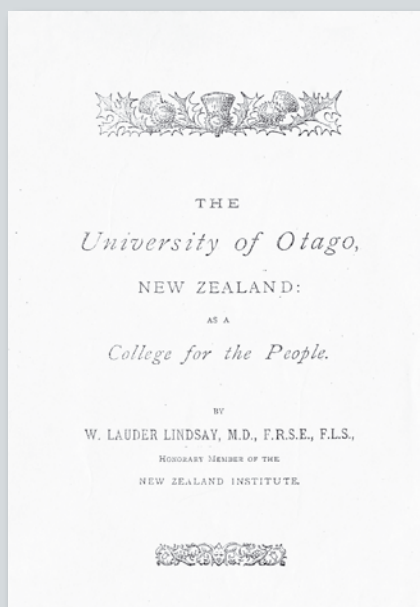 THE
University of Otago,
NEW ZEALAND:
AS A
College for the People.
BY
W. LAUDER LINDSAY, M.D., F.R.S.E., F.L.S.,
HONORARY MEMBER OF THE
NEW ZEALAND INSTITUTE.